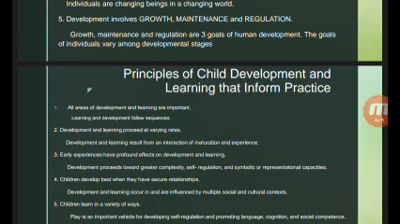 Individuals are changing beings in a changing world.
5. Development involves GROWTH, MAINTENANCE and REGULATION.
Growth, maintenance and regulation are 3 goals of human development. The goals
of individuals vary among developmental stages
Principles of Child Development and
Learning that Inform Practice
1. All areas of development and learning are important.
Learning and development follow sequences.
2. Development and learning proceed at varying rates.
Development and learning result from an interaction of maturation and experience.
3. Early experiences have profound effects on development and learning.
Development proceeds toward greater complexity, self- regulation, and symbolic or representational capacities.
4. Children develop best when they have secure relationships.
Development and learning occur in and are influenced by multiple social and cultural contexts.
5. Children learn in a variety of ways.
Play is an important vehicle for developing self-regulation and promoting language, cognition, and social competence.